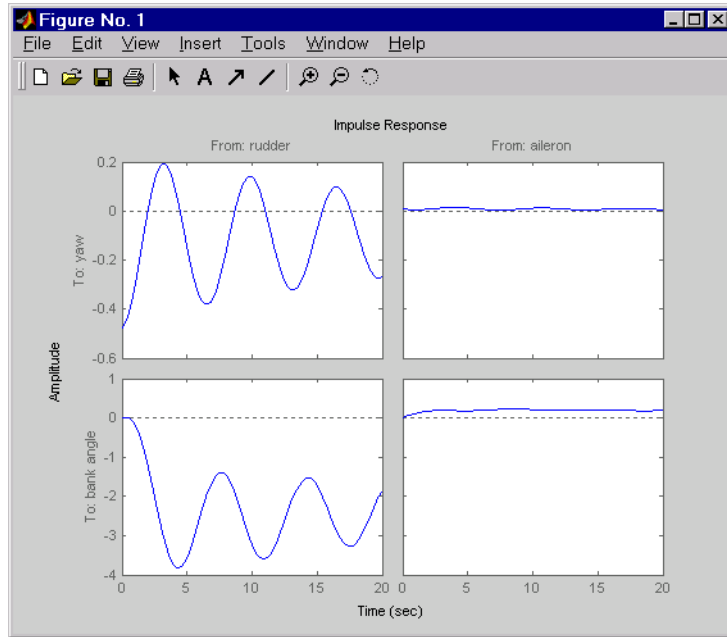 Figure No. 1
File Edit View Insert Tools Window Help
A
Impulse Response
From: rudder From: aileron
To: yaw
0.2
0
-0.2
-0.4
-0.6
Amplitude
To: bank angle
1
0
-1
-2
-3
-4
0 5 10 15 20 0 5 10 15 20
Time (sec)